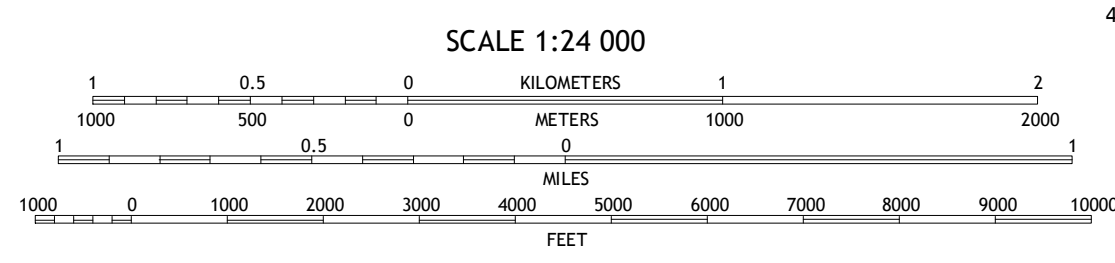 4
SCALE 1:24 000
1 0.5 0 KILOMETERS 1 2
1000 500 0 METERS 1000 2000
1 0.5 0 1
MILES
1000 0 1000 2000 3000 4000 5000 6000 7000 8000 9000 10000
FEET